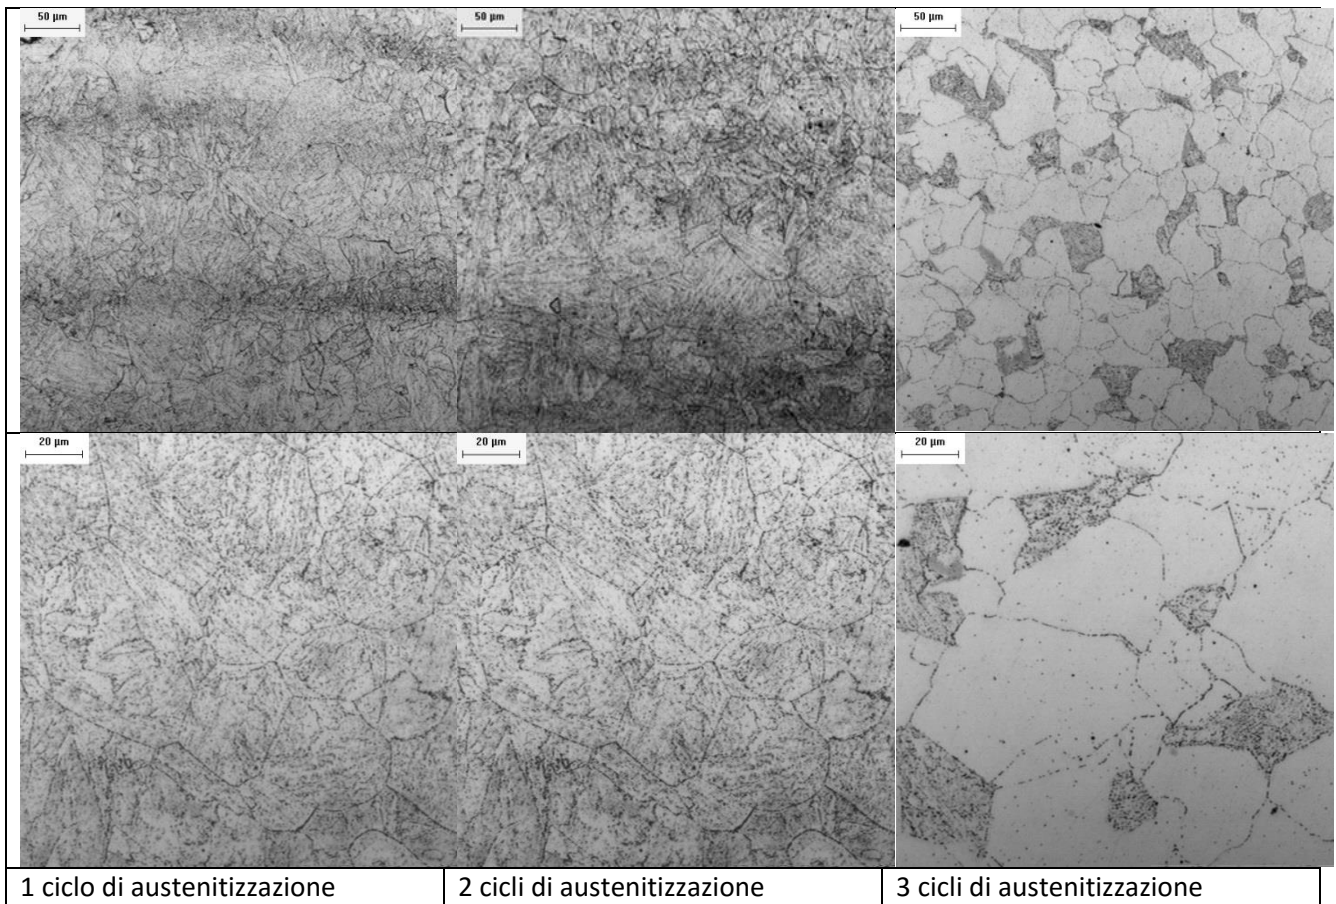 50 µm
50 µm
50 µm
20 µm
20 µm
20 µm
1 ciclo di austenitizzazione
2 cicli di austenitizzazione
3 cicli di austenitizzazione